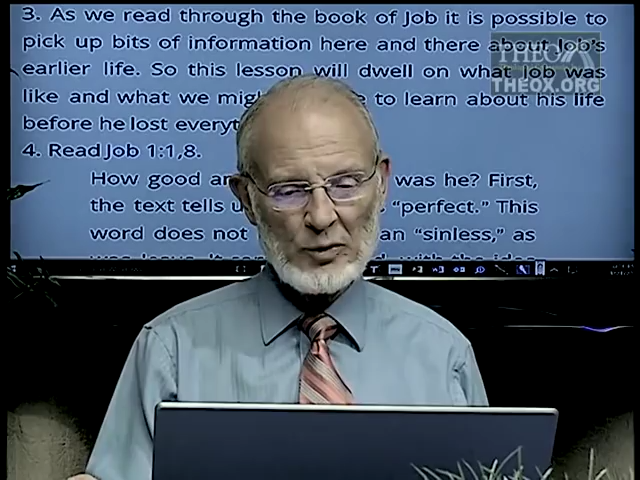 3. As we read through the book of Job it is possible to
pick up bits of information here and there about Job's
earlier life. So this lesson will dwell on what Job was
like and what we to learn about his life
before he lost
4. Read Job 1:1,8.
How good was he? First,
the text tells "perfect." This
word does not an "sinless," as
with the idea
THEOX
THEOX.ORG